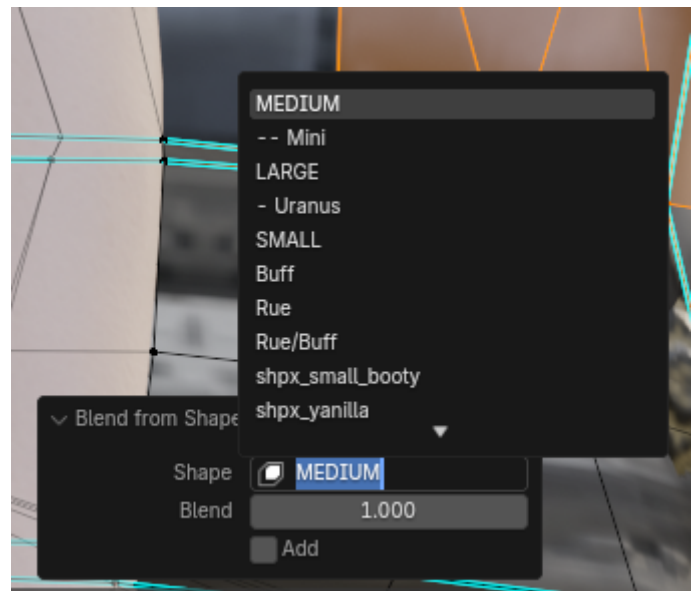 MEDIUM
-- Mini
LARGE
- Uranus
SMALL
Buff
Rue
Rue/Buff
shpx_small_booty
shpx_yanilla
Blend from Shape
Shape MEDIUM
Blend 1.000
Add